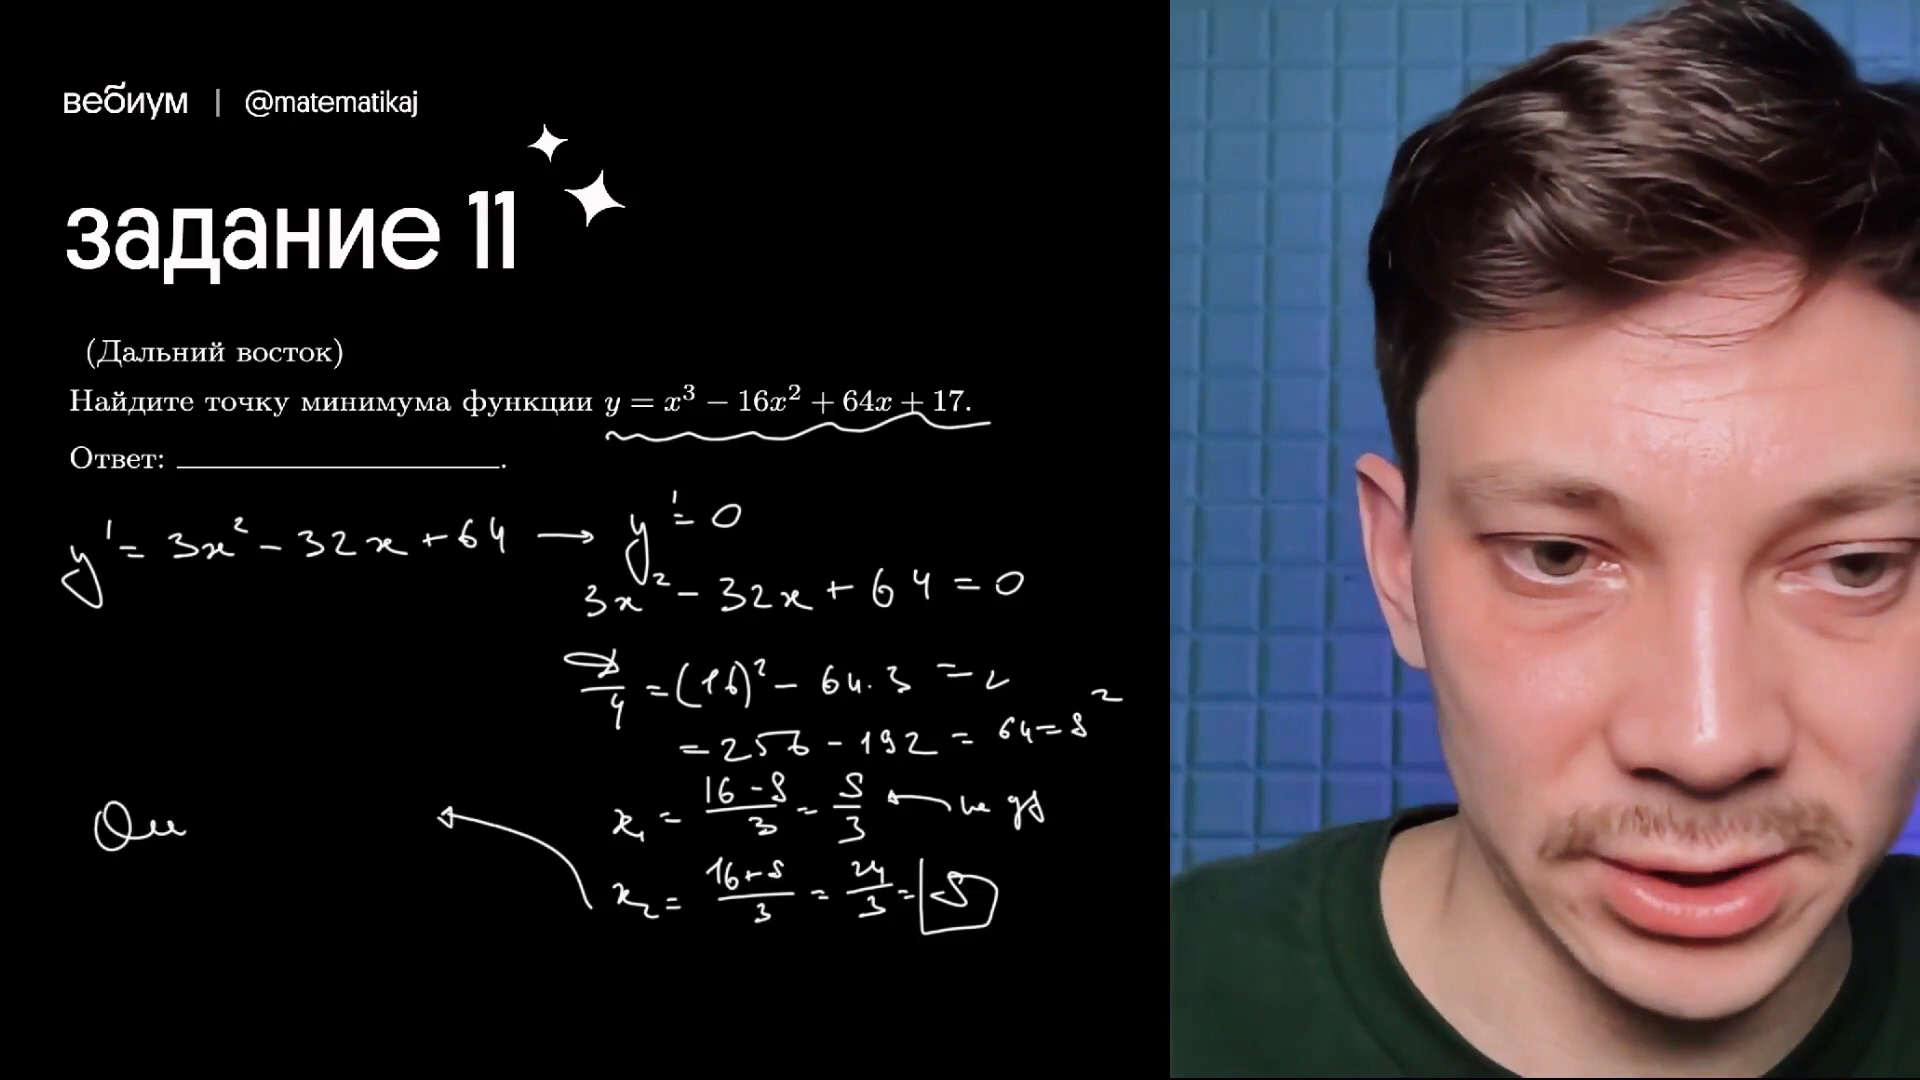 вебиум | @matematikaj
задание 11
(Дальний восток)
Найдите точку минимума функции y = x³ − 16x² + 64x + 17.
Ответ: ____________.
y' = 3x² − 32x + 64 → y' = 0
3x² − 32x + 64 = 0
D/4 = (16)² − 64·3 =
= 256 − 192 = 64 = 8²
x₁ = (16 − 8)/3 = 8/3 ← не
x₂ = (16 + 8)/3 = 24/3 = 8